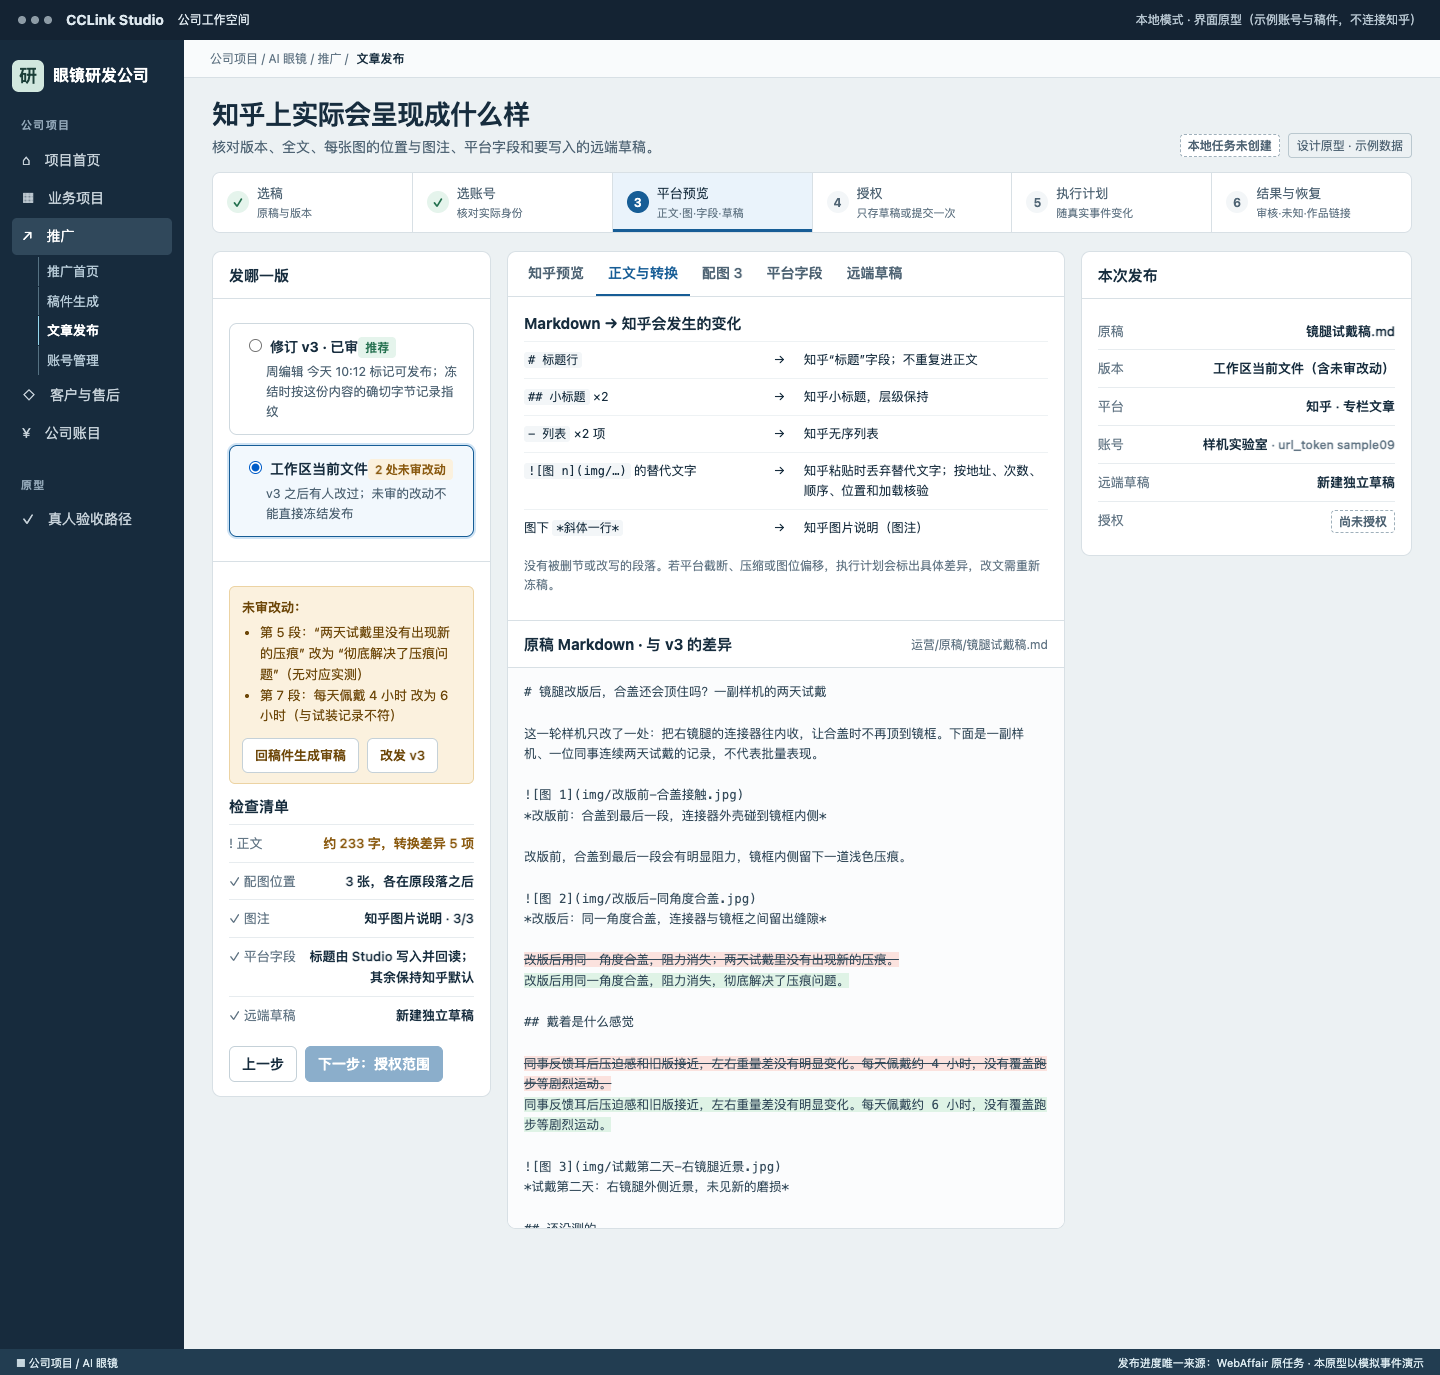 CCLink Studio 公司工作空间
本地模式 · 界面原型（示例账号与稿件，不连接知乎）
研 眼镜研发公司
公司项目
项目首页
业务项目
推广
推广首页
稿件生成
文章发布
账号管理
客户与售后
¥ 公司账目
原型
✓ 真人验收路径
公司项目 / AI 眼镜 / 推广 / 文章发布
知乎上实际会呈现成什么样
核对版本、全文、每张图的位置与图注、平台字段和要写入的远端草稿。
本地任务未创建
设计原型 · 示例数据
✓ 选稿
原稿与版本
✓ 选账号
核对实际身份
3 平台预览
正文·图·字段·草稿
4 授权
只存草稿或提交一次
5 执行计划
随真实事件变化
6 结果与恢复
审核·未知·作品链接
发哪一版
修订 v3 · 已审 推荐
周编辑 今天 10:12 标记可发布；冻
结时按这份内容的确切字节记录指
纹
工作区当前文件 2 处未审改动
v3 之后有人改过；未审的改动不
能直接冻结发布
未审改动：
• 第 5 段：“两天试戴里没有出现新
的压痕” 改为 “彻底解决了压痕问
题”（无对应实测）
• 第 7 段：每天佩戴 4 小时 改为 6
小时（与试装记录不符）
回稿件生成审稿
改发 v3
检查清单
! 正文 约 233 字，转换差异 5 项
✓ 配图位置 3 张，各在原段落之后
✓ 图注 知乎图片说明 · 3/3
✓ 平台字段 标题由 Studio 写入并回读；
其余保持知乎默认
✓ 远端草稿 新建独立草稿
上一步
下一步：授权范围
知乎预览 正文与转换 配图 3 平台字段 远端草稿
Markdown → 知乎会发生的变化
# 标题行 → 知乎“标题”字段；不重复进正文
## 小标题 ×2 → 知乎小标题，层级保持
- 列表 ×2 项 → 知乎无序列表
![图 n](img/…) 的替代文字 → 知乎粘贴时丢弃替代文字；按地址、次数、
顺序、位置和加载核验
图下 *斜体一行* → 知乎图片说明（图注）
没有被删节或改写的段落。若平台截断、压缩或图位偏移，执行计划会标出具体差异，改文需重新
冻稿。
原稿 Markdown · 与 v3 的差异
运营/原稿/镜腿试戴稿.md
# 镜腿改版后，合盖还会顶住吗？一副样机的两天试戴
这一轮样机只改了一处：把右镜腿的连接器往内收，让合盖时不再顶到镜框。下面是一副样
机、一位同事连续两天试戴的记录，不代表批量表现。
![图 1](img/改版前-合盖接触.jpg)
*改版前：合盖到最后一段，连接器外壳碰到镜框内侧*
改版前，合盖到最后一段会有明显阻力，镜框内侧留下一道浅色压痕。
![图 2](img/改版后-同角度合盖.jpg)
*改版后：同一角度合盖，连接器与镜框之间留出缝隙*
改版后用同一角度合盖，阻力消失；两天试戴里没有出现新的压痕。
改版后用同一角度合盖，阻力消失，彻底解决了压痕问题。
## 戴着是什么感觉
同事反馈耳后压迫感和旧版接近，左右重量差没有明显变化。每天佩戴约 4 小时，没有覆盖跑
步等剧烈运动。
同事反馈耳后压迫感和旧版接近，左右重量差没有明显变化。每天佩戴约 6 小时，没有覆盖跑
步等剧烈运动。
![图 3](img/试戴第二天-右镜腿近景.jpg)
*试戴第二天：右镜腿外侧近景，未见新的磨损*
## 还没测的
本次发布
原稿 镜腿试戴稿.md
版本 工作区当前文件（含未审改动）
平台 知乎 · 专栏文章
账号 样机实验室 · url_token sample09
远端草稿 新建独立草稿
授权 尚未授权
公司项目 / AI 眼镜
发布进度唯一来源：WebAffair 原任务 · 本原型以模拟事件演示